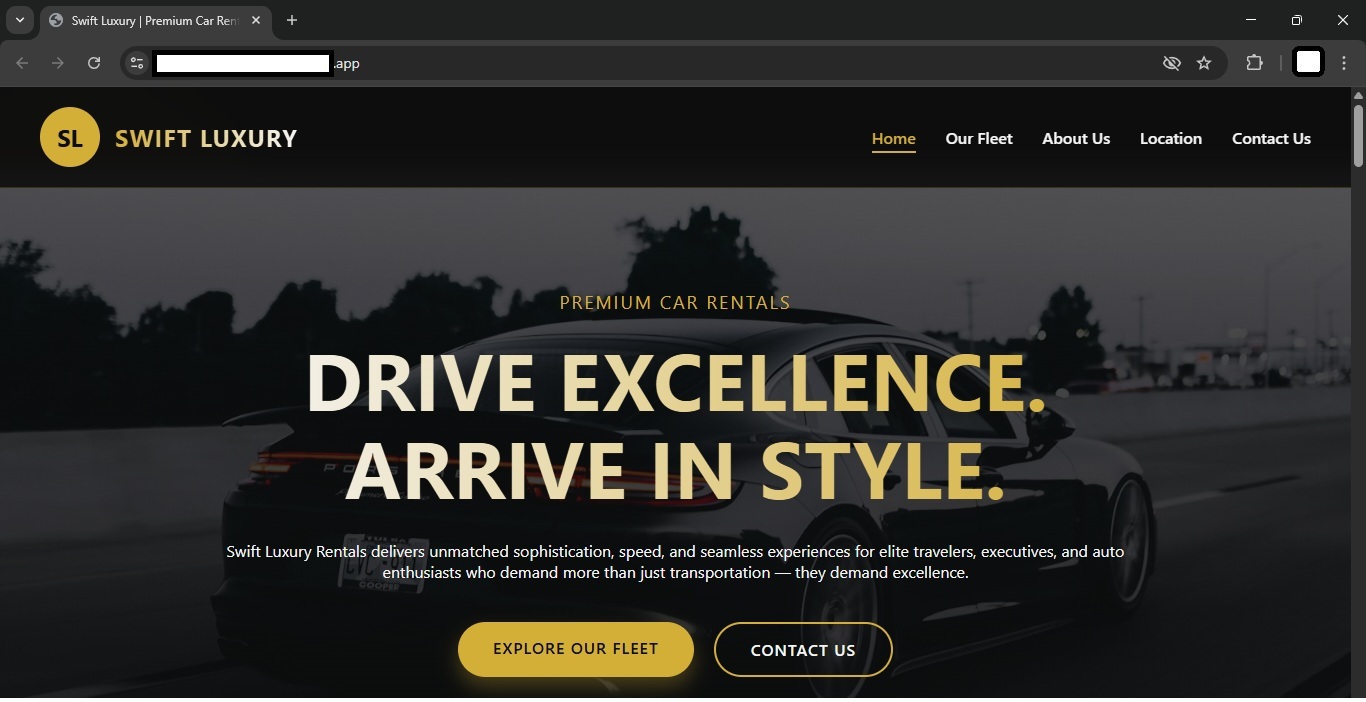 Swift Luxury | Premium Car Ren
.app
SL
SWIFT LUXURY
Home
Our Fleet
About Us
Location
Contact Us
PREMIUM CAR RENTALS
DRIVE EXCELLENCE.
ARRIVE IN STYLE.
Swift Luxury Rentals delivers unmatched sophistication, speed, and seamless experiences for elite travelers, executives, and auto
enthusiasts who demand more than just transportation — they demand excellence.
EXPLORE OUR FLEET
CONTACT US